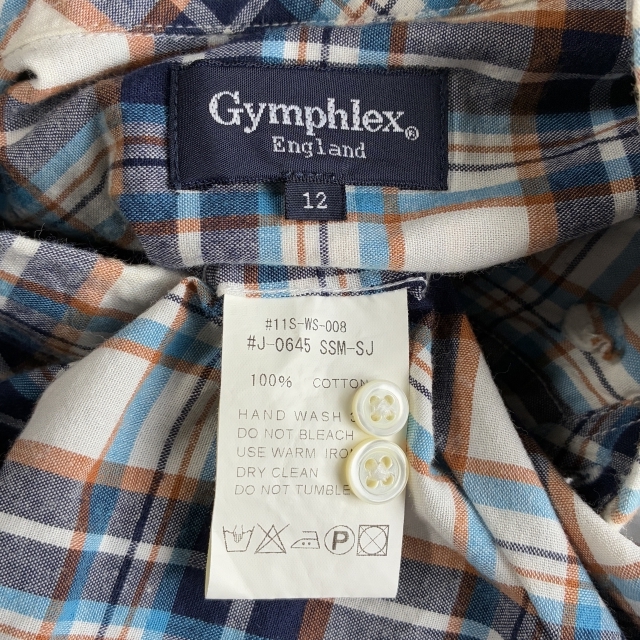 Gymphlex®
England
12
#11S-WS-008
#J-0645 SSM-SJ
100% COTTON
HAND WASH
DO NOT BLEACH
USE WARM IRON
DRY CLEAN
DO NOT TUMBLE
P